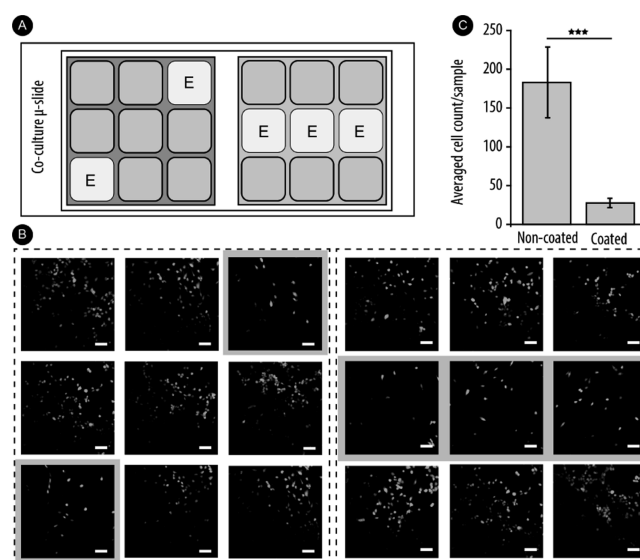 A
Co-culture µ-slide
E
E
E
E
E
C
Averaged cell count/sample
250
200
150
100
50
0
***
Non-coated
Coated
B